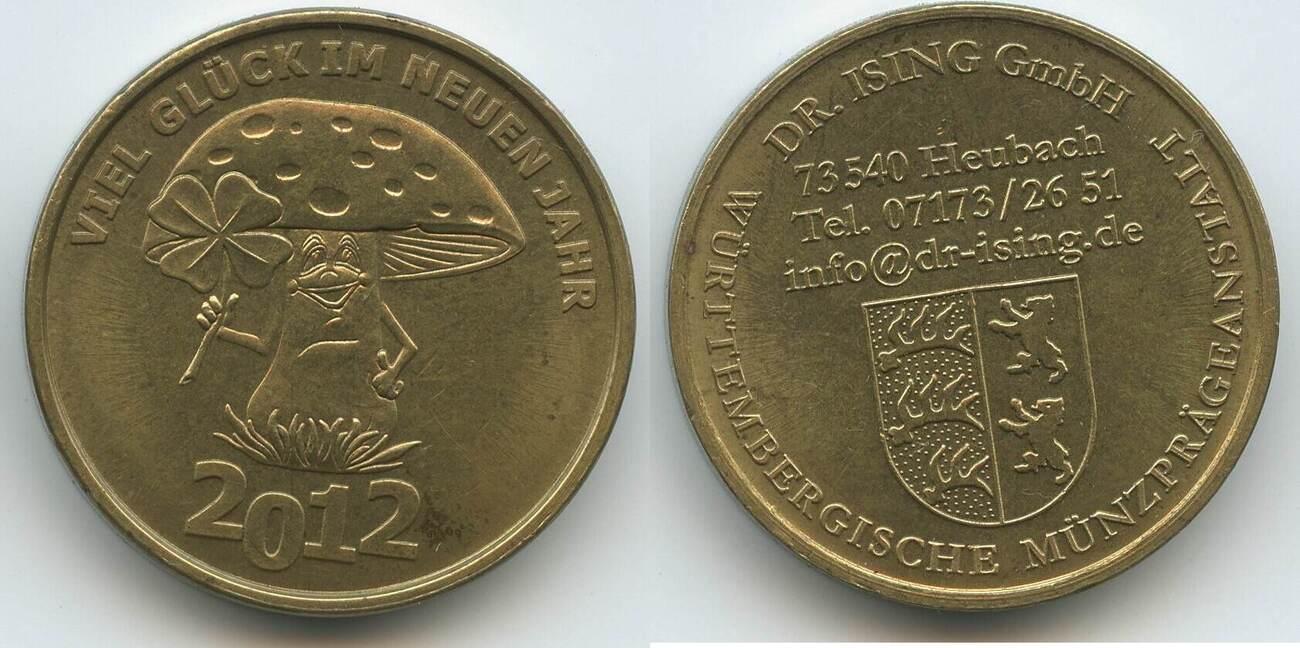 VIEL GLÜCK IM NEUEN JAHR
2012
DR. ISING GmbH
73540 Heubach
Tel. 07173/26 51
info@dr-ising.de
WÜRTTEMBERGISCHE MÜNZPRÄGEANSTALT